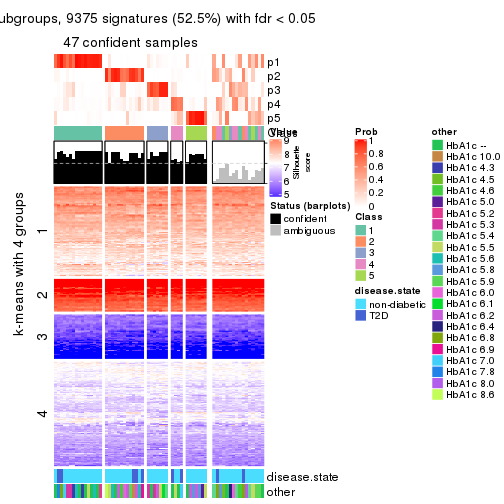 ubgroups, 9375 signatures (52.5%) with fdr < 0.05
47 confident samples
p1
p2
p3
p4
p5
Class
Silhouette
score
k-means with 4 groups
1
2
3
4
disease.state
other
Value
9
8
7
6
5
Status (barplots)
confident
ambiguous
Prob
1
0.8
0.6
0.4
0.2
0
Class
1
2
3
4
5
disease.state
non-diabetic
T2D
other
HbA1c --
HbA1c 10.0
HbA1c 4.3
HbA1c 4.5
HbA1c 4.6
HbA1c 5.0
HbA1c 5.2
HbA1c 5.3
HbA1c 5.4
HbA1c 5.5
HbA1c 5.6
HbA1c 5.8
HbA1c 5.9
HbA1c 6.0
HbA1c 6.1
HbA1c 6.2
HbA1c 6.4
HbA1c 6.8
HbA1c 6.9
HbA1c 7.0
HbA1c 7.8
HbA1c 8.0
HbA1c 8.6